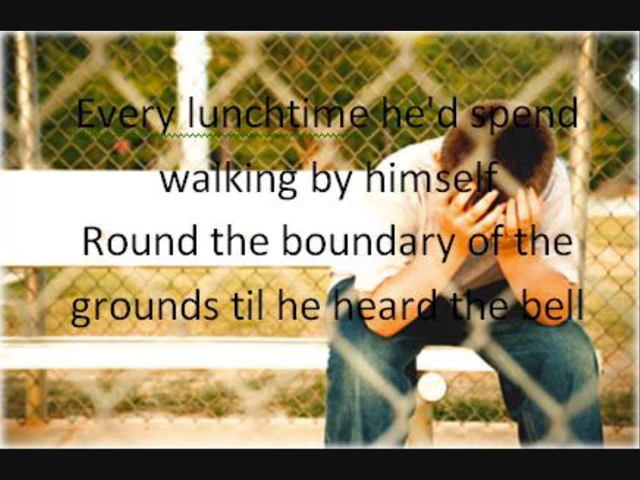 Every lunchtime he'd spend
walking by himself
Round the boundary of the
grounds til he heard the bell